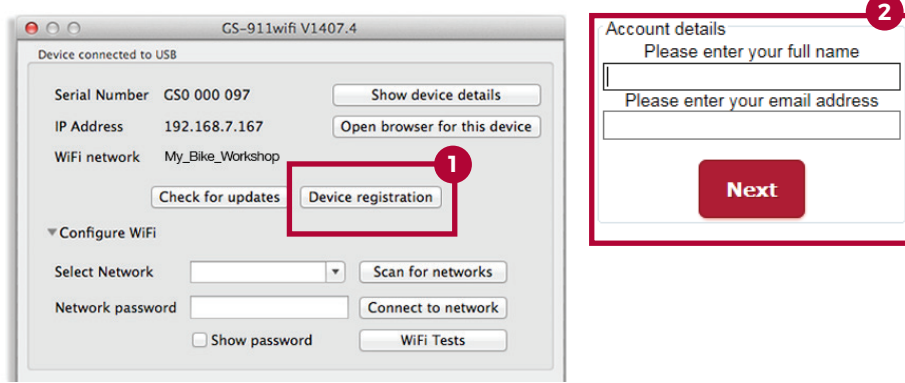 GS-911wifi V1407.4
Device connected to USB
Serial Number GS0 000 097 Show device details
IP Address 192.168.7.167 Open browser for this device
WiFi network My_Bike_Workshop
1
Check for updates Device registration
Configure WiFi
Select Network Scan for networks
Network password Connect to network
Show password WiFi Tests
2
Account details
Please enter your full name
Please enter your email address
Next